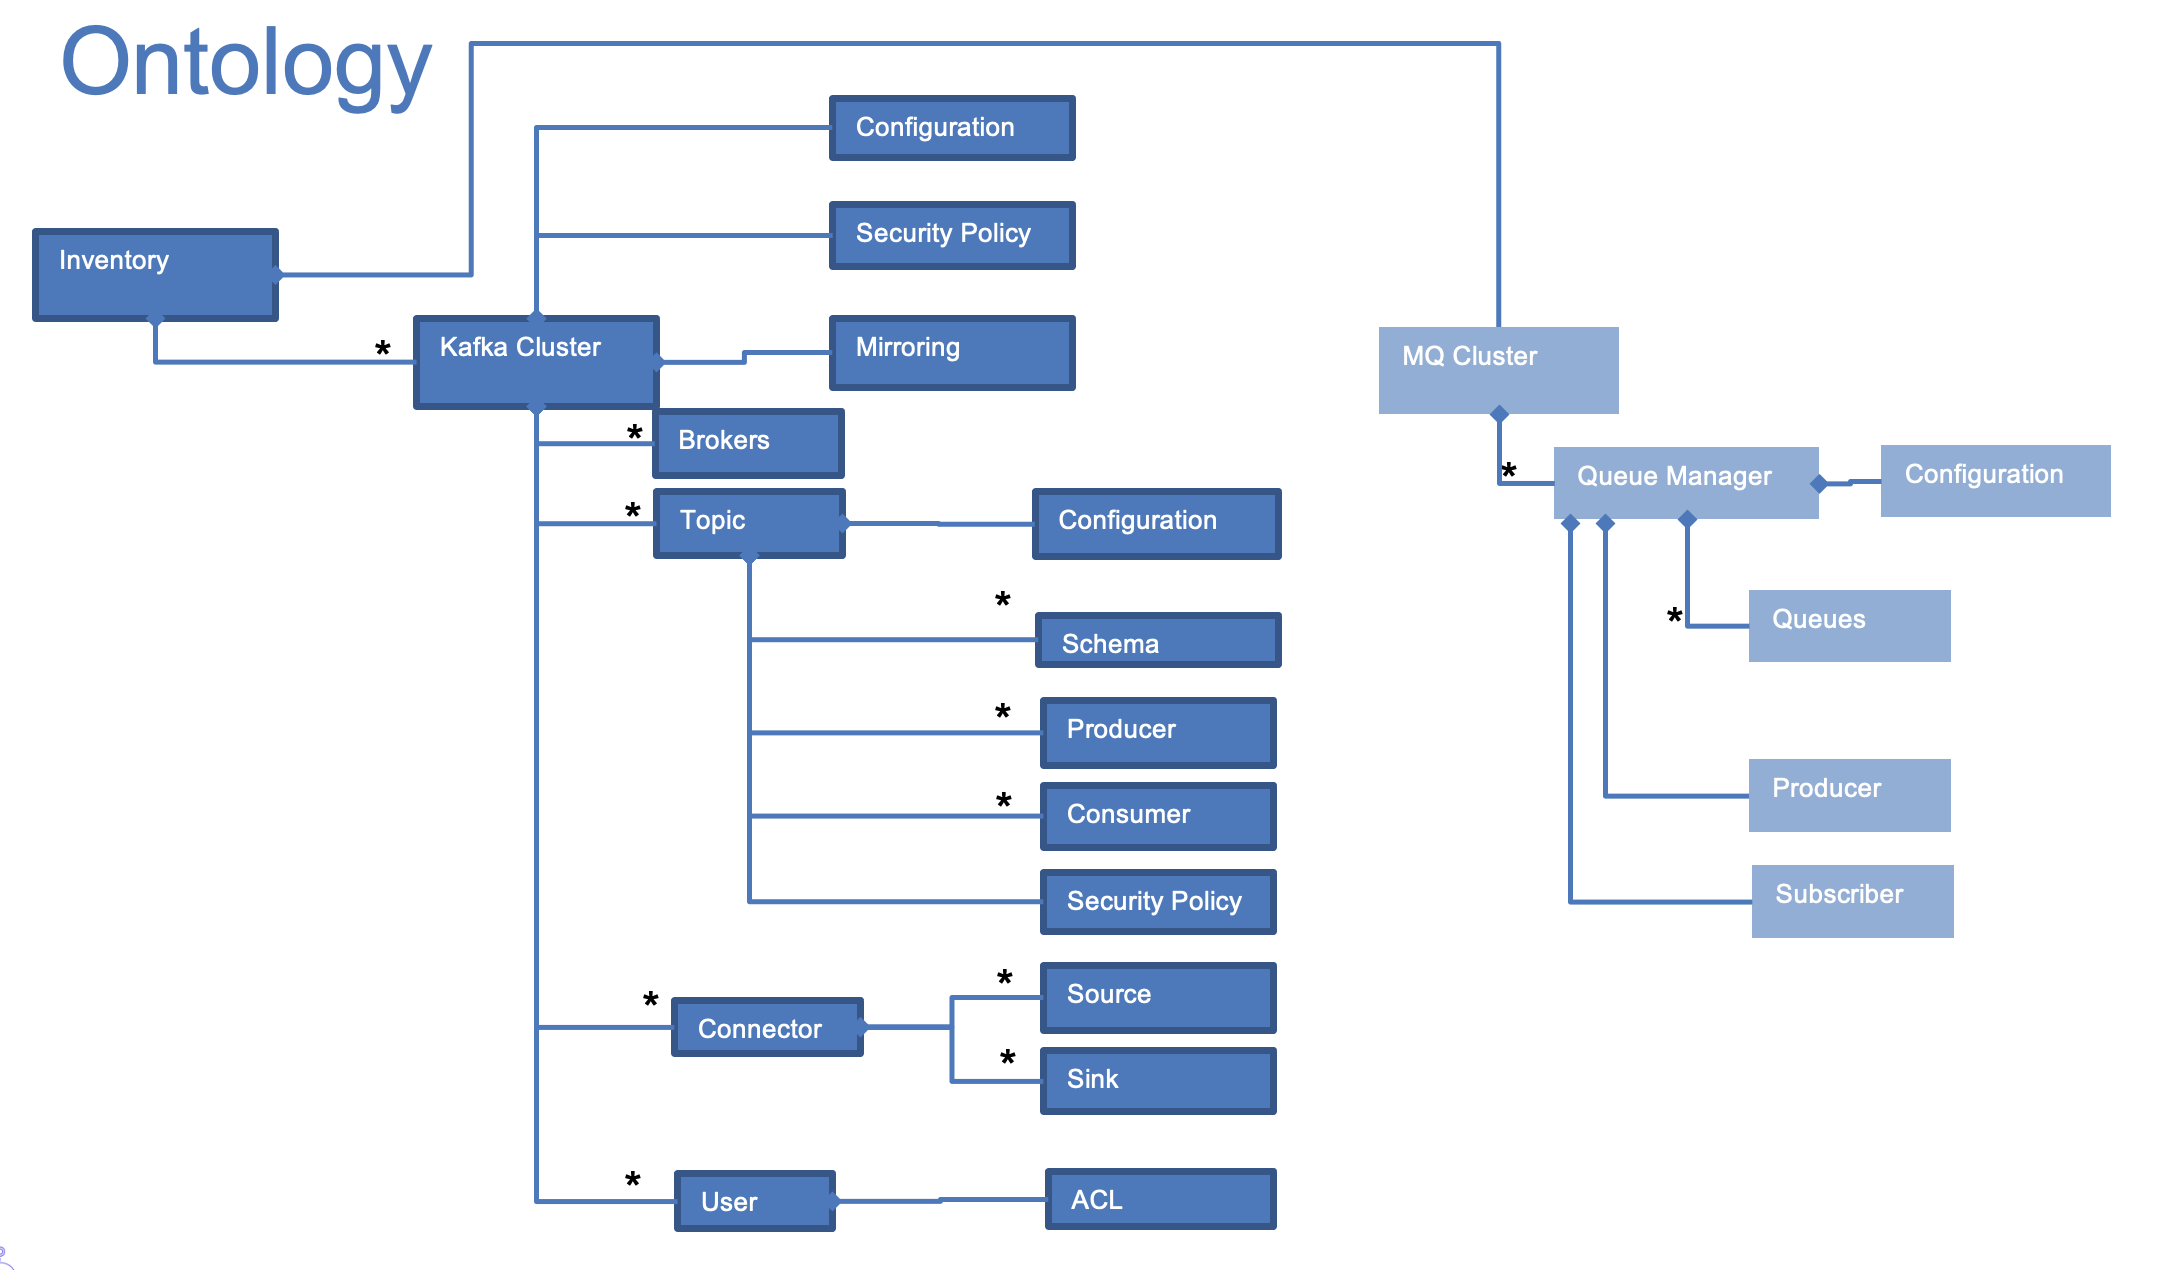 Ontology
Configuration
Security Policy
Inventory
*
Kafka Cluster
Mirroring
MQ Cluster
*
Brokers
*
Queue Manager
Configuration
*
Topic
Configuration
*
Schema
*
Queues
*
Producer
Producer
*
Consumer
Subscriber
Security Policy
*
Source
*
Connector
*
Sink
*
User
ACL